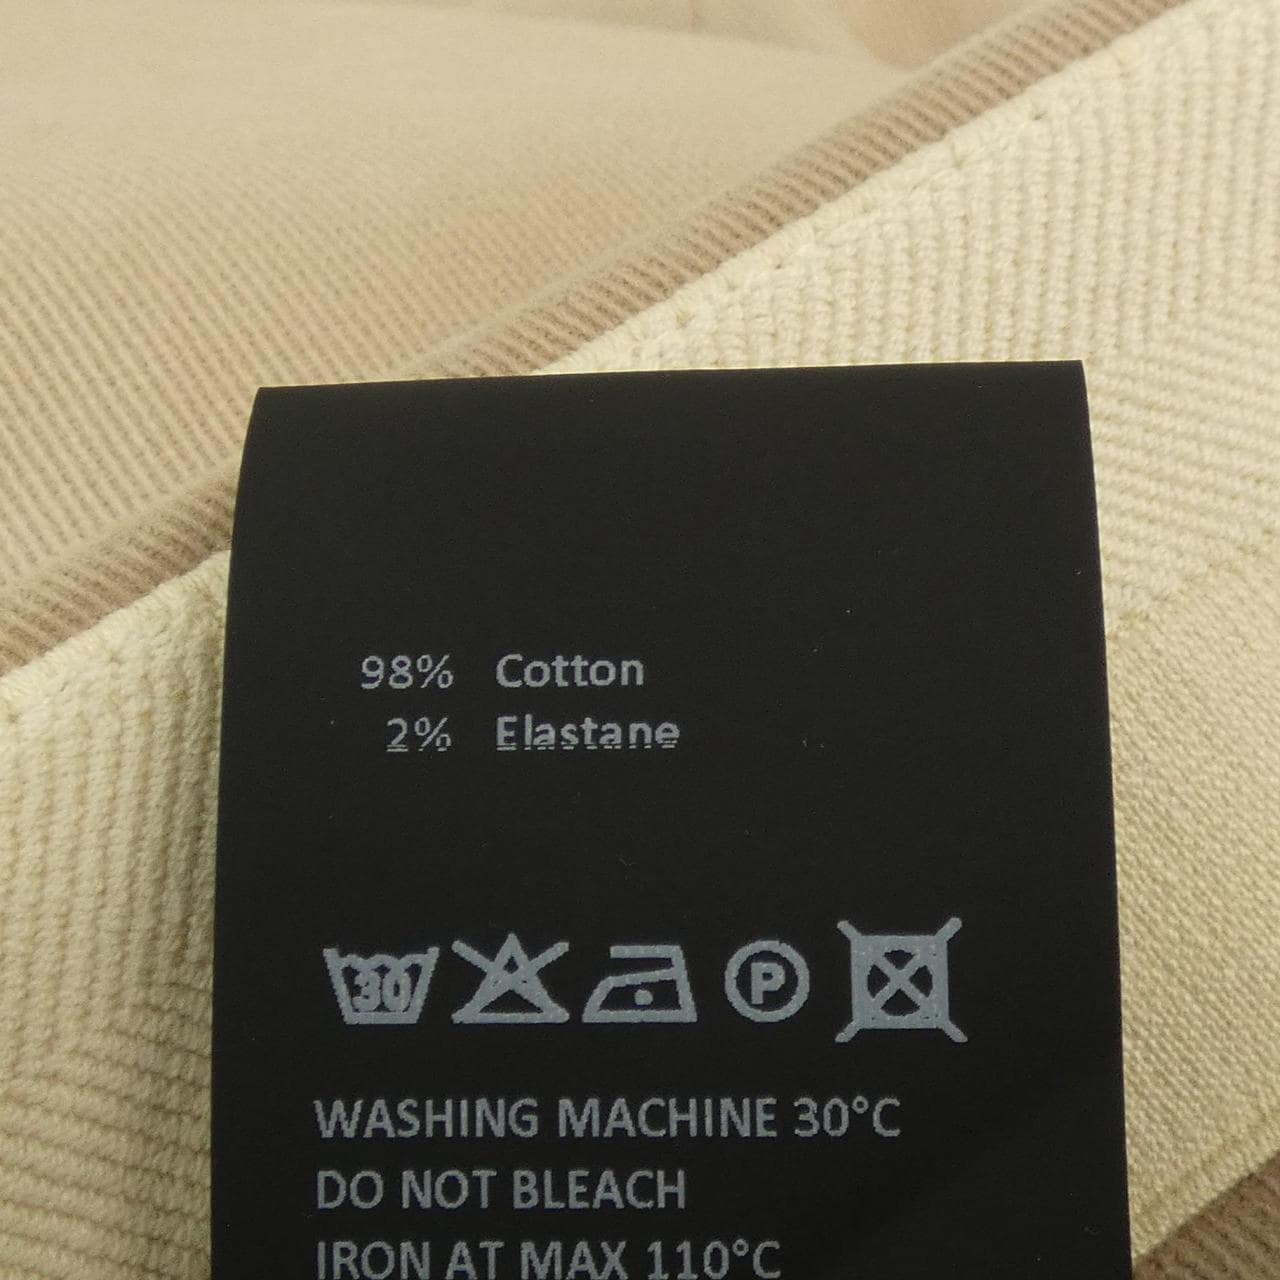 98% Cotton
2% Elastane
30 P
WASHING MACHINE 30°C
DO NOT BLEACH
IRON AT MAX 110°C